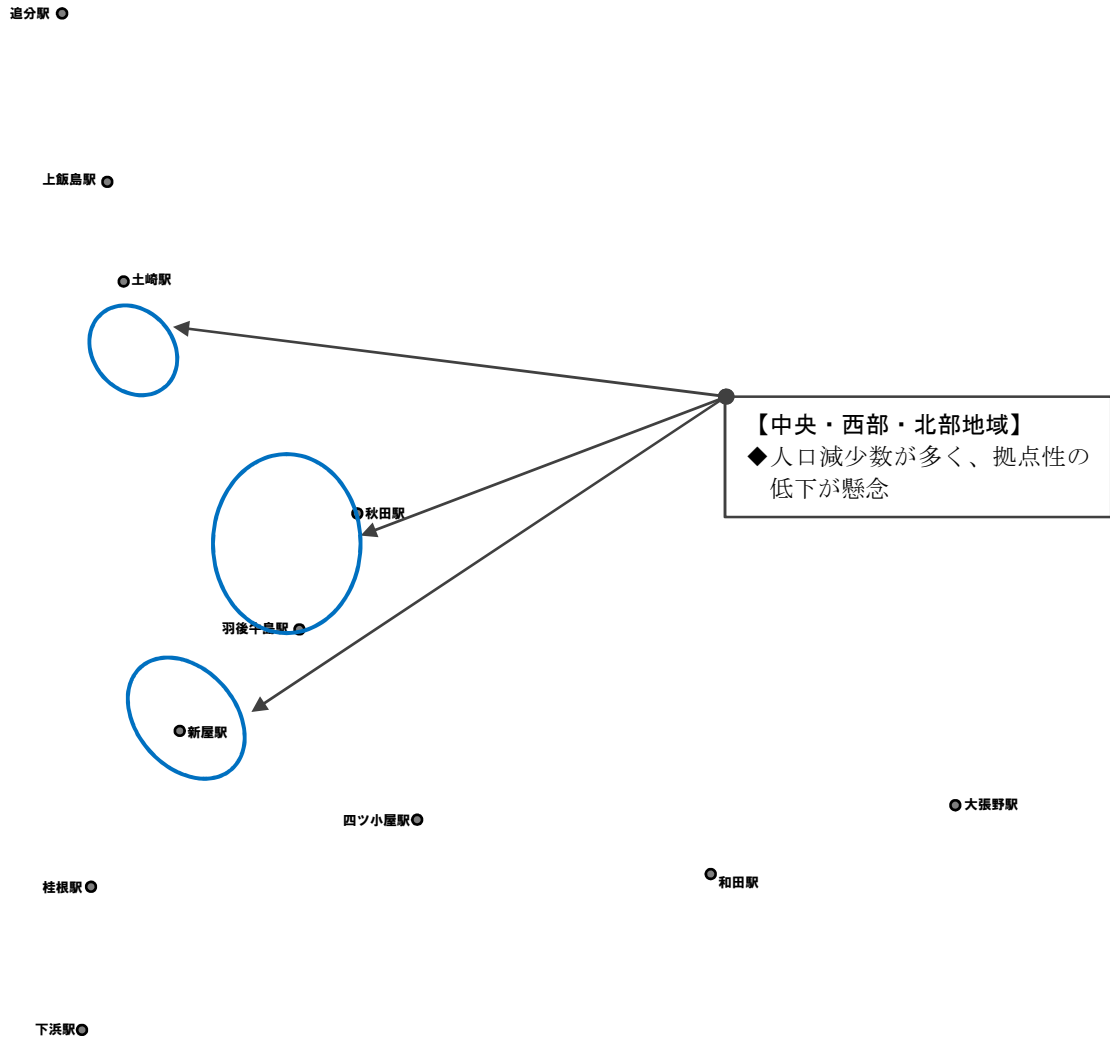 追分駅
上飯島駅
土崎駅
【中央・西部・北部地域】
◆人口減少数が多く、拠点性の
低下が懸念
秋田駅
羽後牛島駅
新屋駅
大張野駅
四ツ小屋駅
和田駅
桂根駅
下浜駅